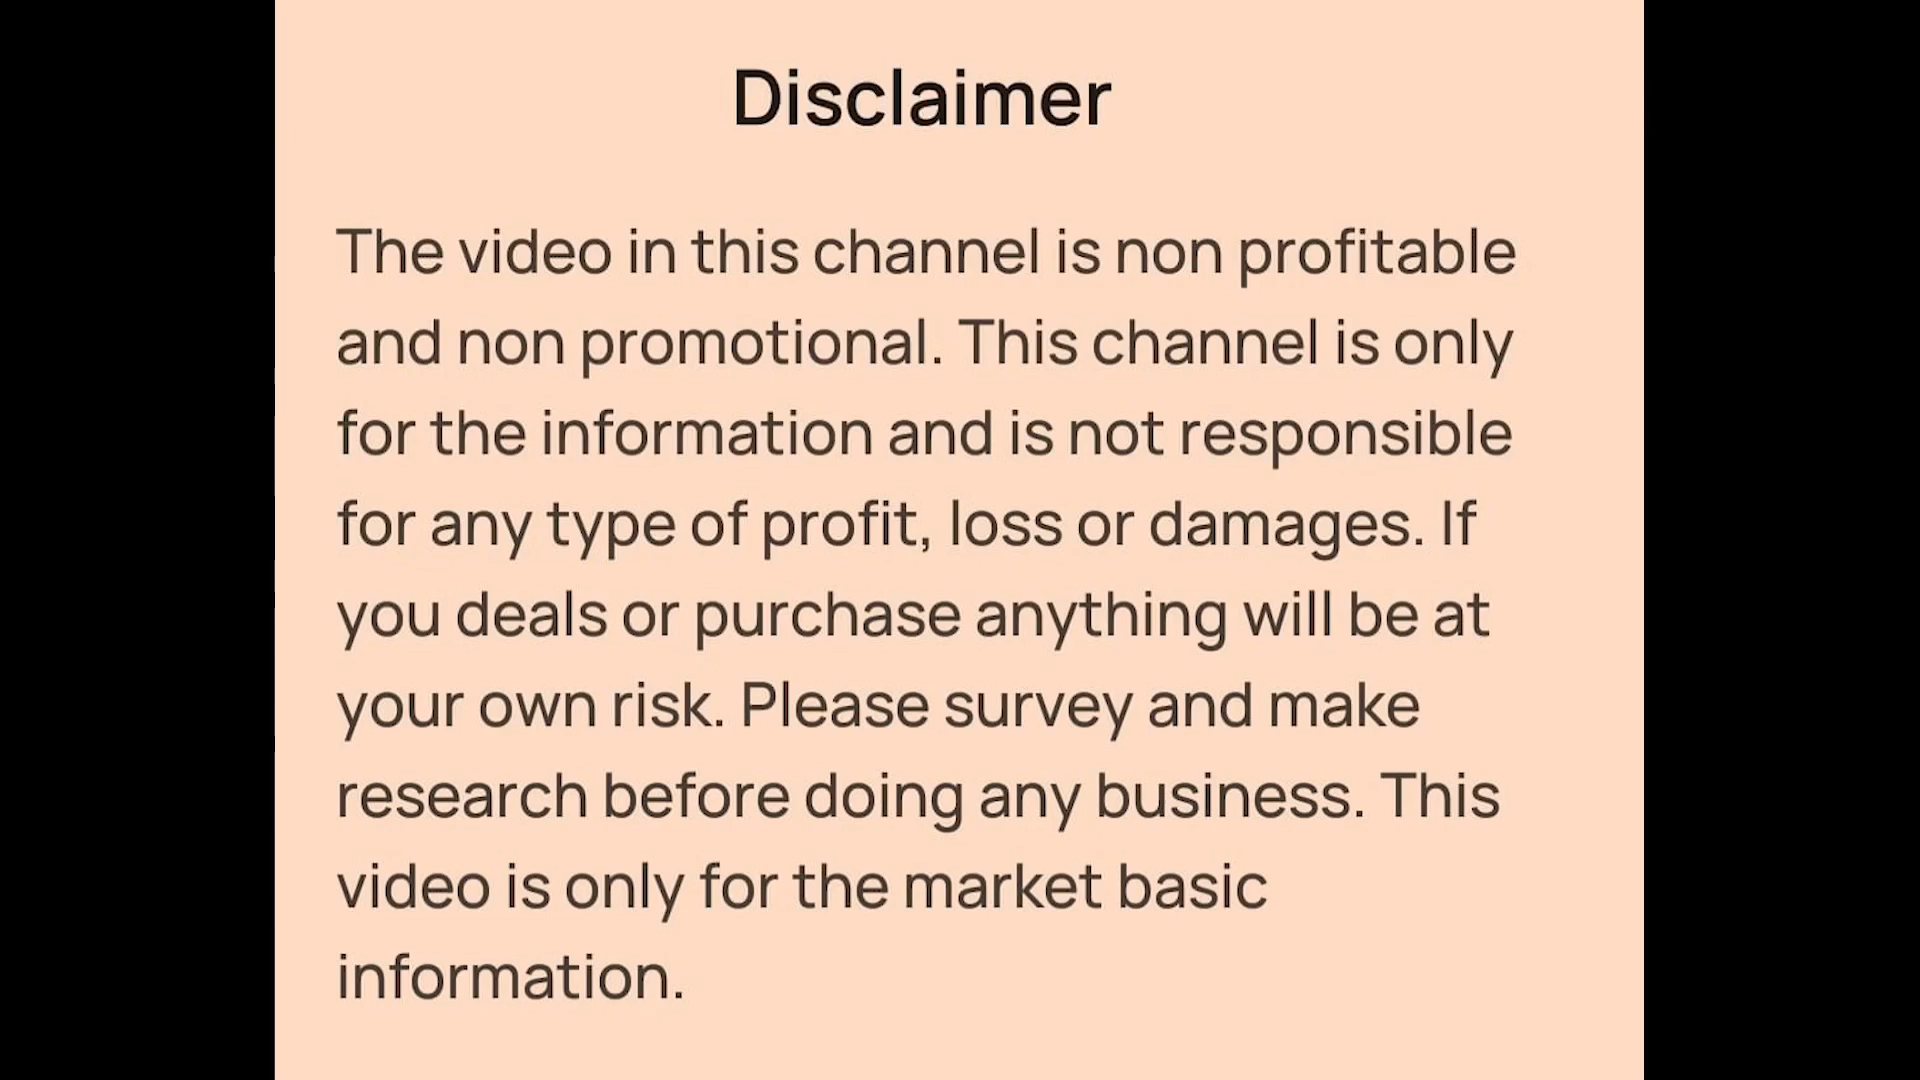 Disclaimer
The video in this channel is non profitable
and non promotional. This channel is only
for the information and is not responsible
for any type of profit, loss or damages. If
you deals or purchase anything will be at
your own risk. Please survey and make
research before doing any business. This
video is only for the market basic
information.